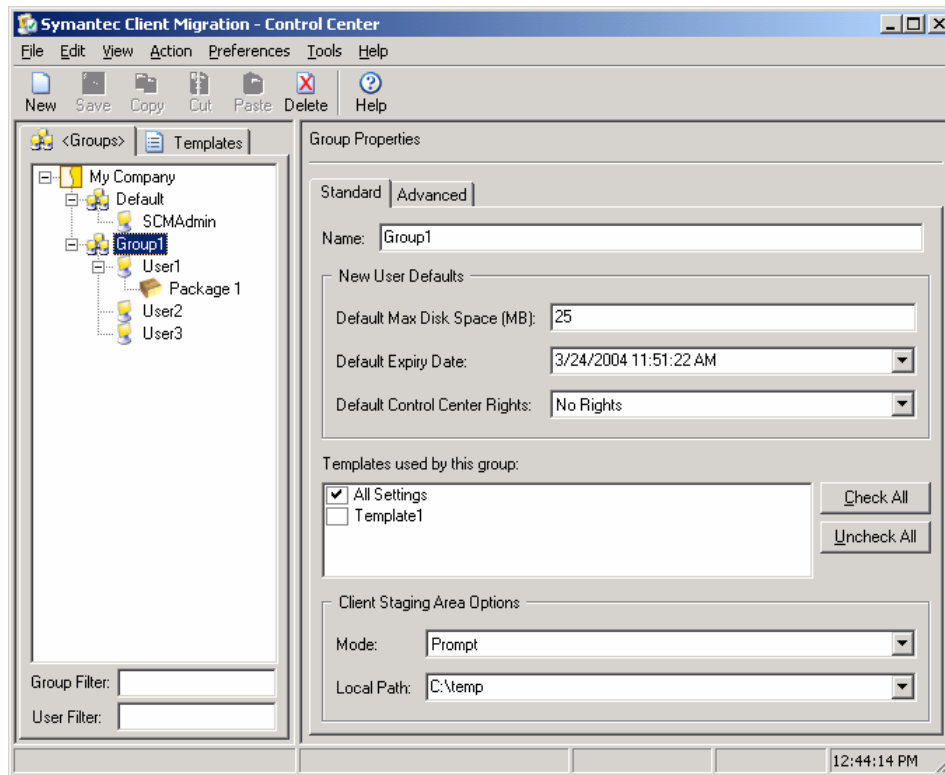 Symantec Client Migration - Control Center
File Edit View Action Preferences Tools Help
New Save Copy Cut Paste Delete Help
<Groups> Templates
My Company
Default
SCMAdmin
Group1
User1
Package 1
User2
User3
Group Filter:
User Filter:
Group Properties
Standard Advanced
Name: Group1
New User Defaults
Default Max Disk Space (MB): 25
Default Expiry Date: 3/24/2004 11:51:22 AM
Default Control Center Rights: No Rights
Templates used by this group:
All Settings
Template1
Check All
Uncheck All
Client Staging Area Options
Mode: Prompt
Local Path: C:\temp
12:44:14 PM